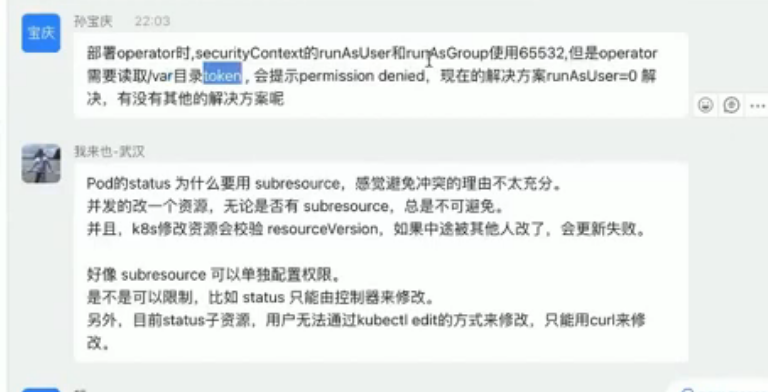 孙宝庆 22:03
宝庆
部署operator时,securityContext的runAsUser和runAsGroup使用65532,但是operator
需要读取/var目录token，会提示permission denied，现在的解决方案runAsUser=0 解
决，有没有其他的解决方案呢
我来也-武汉
Pod的status 为什么要用 subresource，感觉避免冲突的理由不太充分。
并发的改一个资源，无论是否有 subresource，总是不可避免。
并且，k8s修改资源会校验 resourceVersion，如果中途被其他人改了，会更新失败。
好像 subresource 可以单独配置权限。
是不是可以限制，比如 status 只能由控制器来修改。
另外，目前status子资源，用户无法通过kubectl edit的方式来修改，只能用curl来修
改。